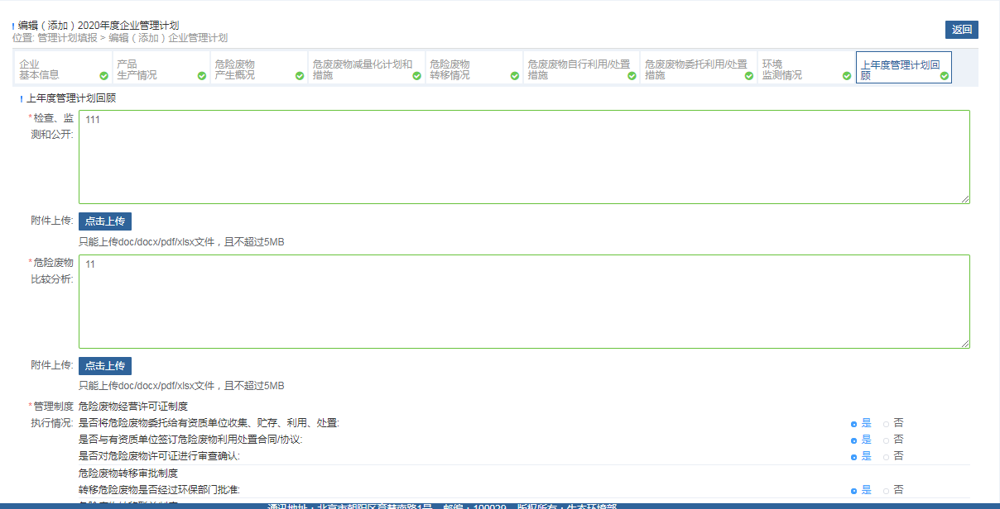 编辑（添加）2020年度企业管理计划
位置: 管理计划填报 > 编辑（添加）企业管理计划
返回
企业
基本信息
产品
生产情况
危险废物
产生概况
危废废物减量化计划和
措施
危险废物
转移情况
危废废物自行利用/处置
措施
危废废物委托利用/处置
措施
环境
监测情况
上年度管理计划回
顾
! 上年度管理计划回顾
*检查、监
测和公开:
111
附件上传:
点击上传
只能上传doc/docx/pdf/xlsx文件，且不超过5MB
*危险废物
比较分析:
11
附件上传:
点击上传
只能上传doc/docx/pdf/xlsx文件，且不超过5MB
*管理制度
执行情况:
危险废物经营许可证制度
是否将危险废物委托给有资质单位收集、贮存、利用、处置: 是 否
是否与有资质单位签订危险废物利用处置合同/协议: 是 否
是否对危险废物许可证进行审查确认: 是 否
危险废物转移审批制度
转移危险废物是否经过环保部门批准: 是 否
通讯地址：北京市朝阳区育慧南路1号 邮编：100029 版权所有：生态环境部